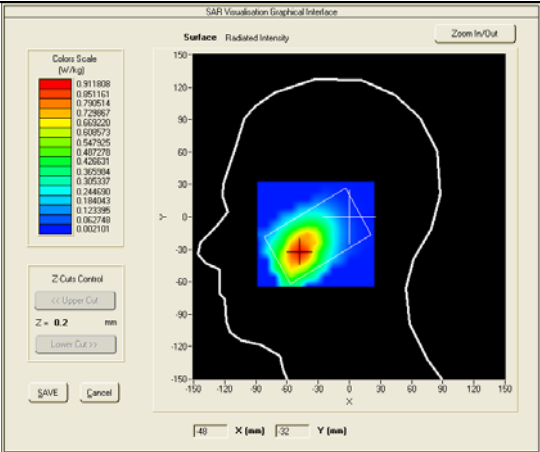 SAR Visualisation Graphical Interface
Surface Radiated Intensity
Zoom In/Out
Colors Scale
(W/kg)
0.911808
0.851161
0.790514
0.729867
0.669220
0.608573
0.547925
0.487278
0.426631
0.365984
0.305337
0.244690
0.184043
0.123395
0.062748
0.002101
Z-Cuts Control
<< Upper Cut
Z = 0.2 mm
Lower Cut >>
SAVE Cancel
150
120
90
60
30
0
-30
-60
-90
-120
-150
Y
-150 -120 -90 -60 -30 0 30 60 90 120 150
X
-48 X (mm) -32 Y (mm)